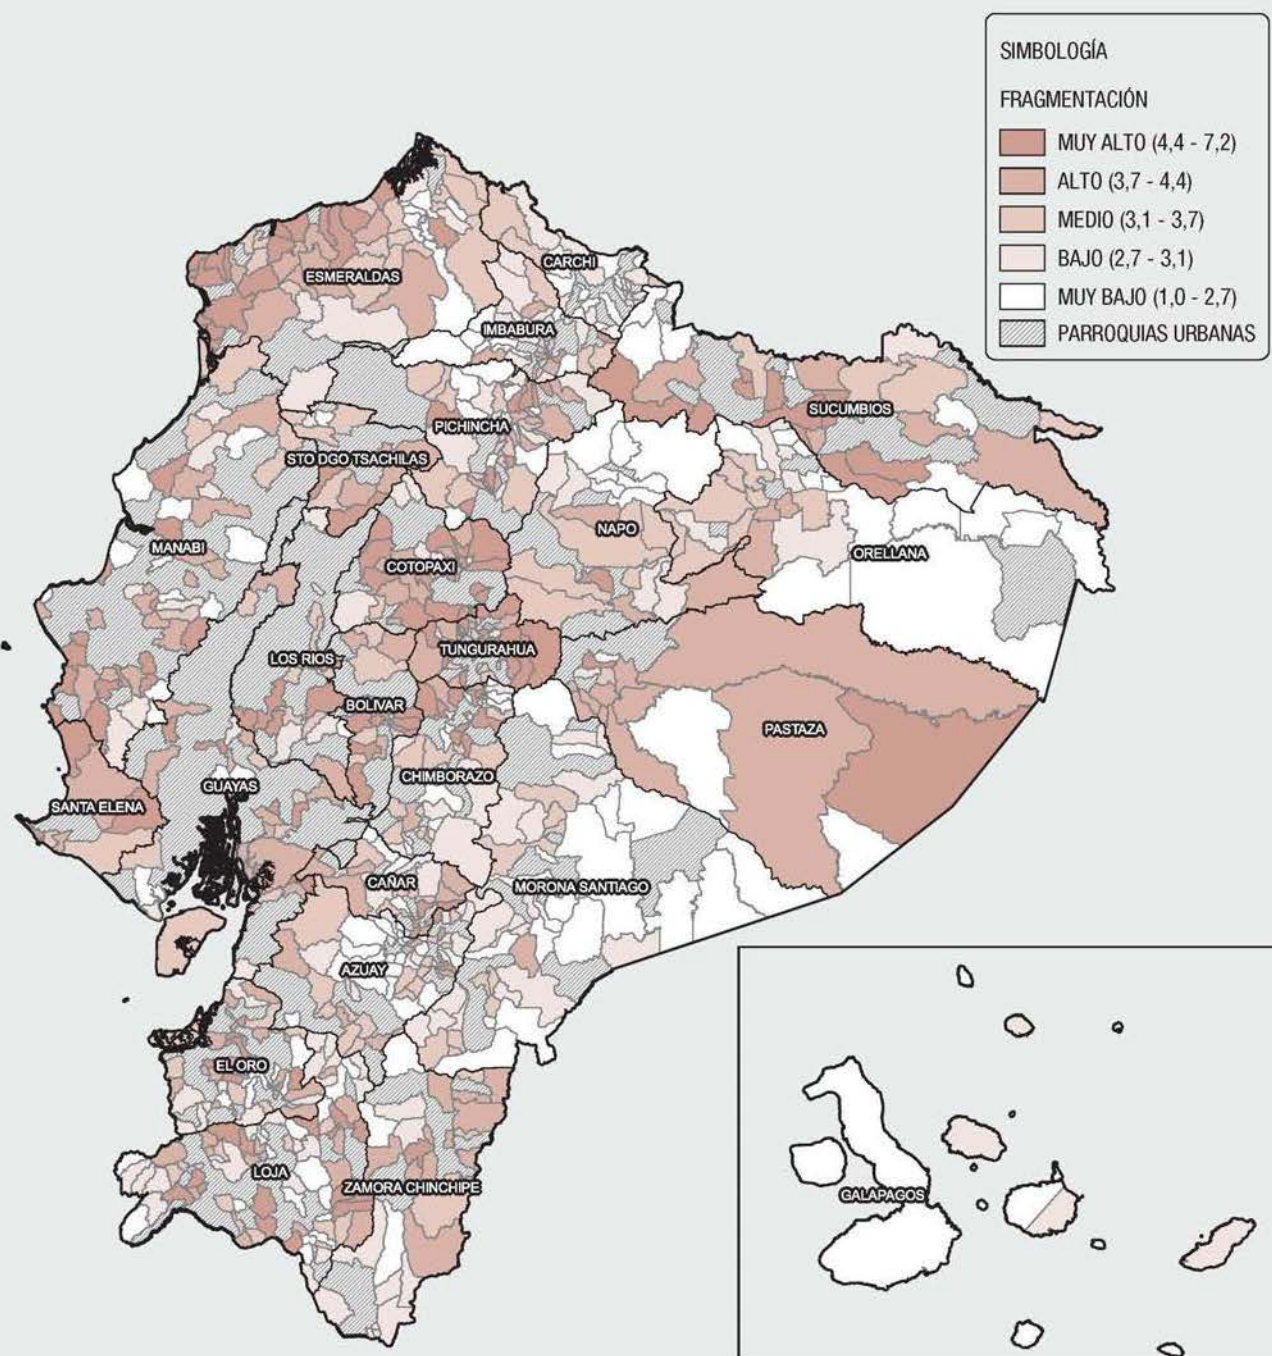 SIMBOLOGÍA
FRAGMENTACIÓN
MUY ALTO (4,4 - 7,2)
ALTO (3,7 - 4,4)
MEDIO (3,1 - 3,7)
BAJO (2,7 - 3,1)
MUY BAJO (1,0 - 2,7)
PARROQUIAS URBANAS
CARCHI
ESMERALDAS
IMBABURA
SUCUMBIOS
PICHINCHA
STO DGO TSACHILAS
NAPO
MANABI
ORELLANA
COTOPAXI
TUNGURAHUA
LOS RIOS
BOLIVAR
PASTAZA
CHIMBORAZO
GUAYAS
SANTA ELENA
CAÑAR
MORONA SANTIAGO
AZUAY
EL ORO
LOJA
ZAMORA CHINCHIPE
GALAPAGOS